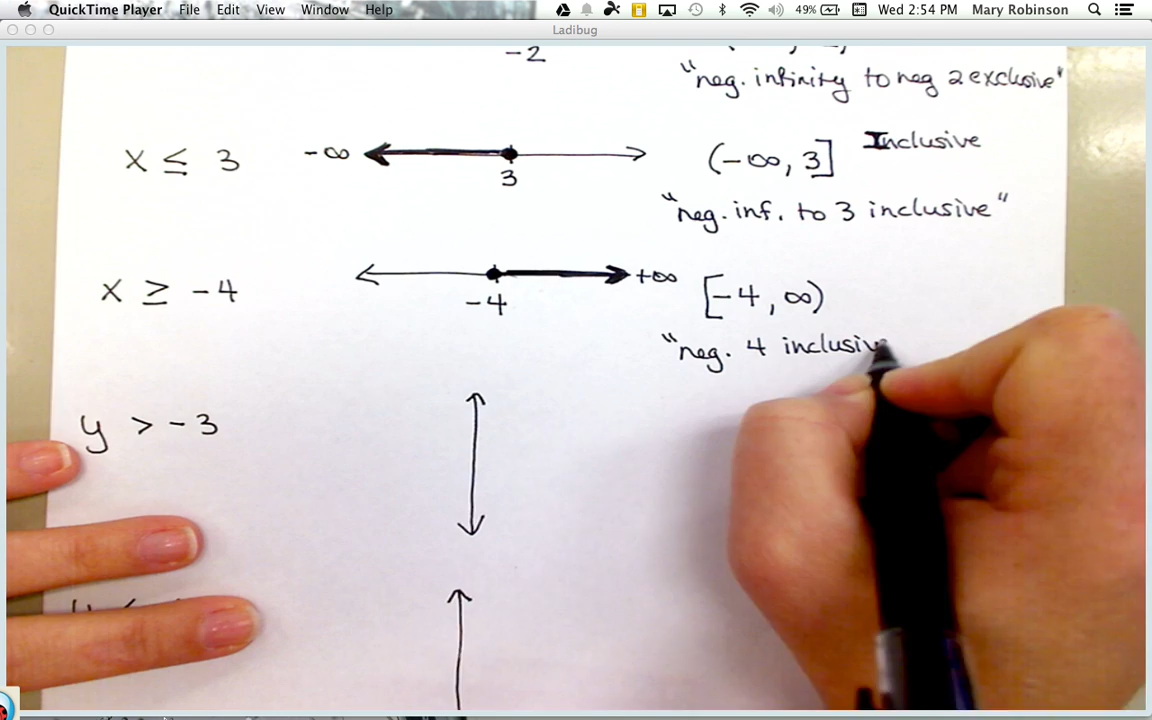 QuickTime Player File Edit View Window Help 49% Wed 2:54 PM Mary Robinson
Ladibug
-2
"neg. infinity to neg 2 exclusive"
x ≤ 3 -∞ 3 (-∞, 3] Inclusive
"neg. inf. to 3 inclusive"
x ≥ -4 -4 +∞ [-4, ∞)
"neg. 4 inclusiv
y > -3